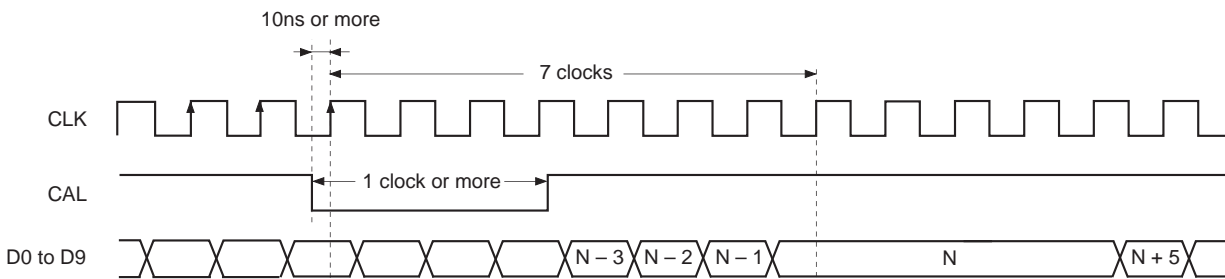 10ns or more
7 clocks
CLK
1 clock or more
CAL
D0 to D9 N – 3 N – 2 N – 1 N N + 5